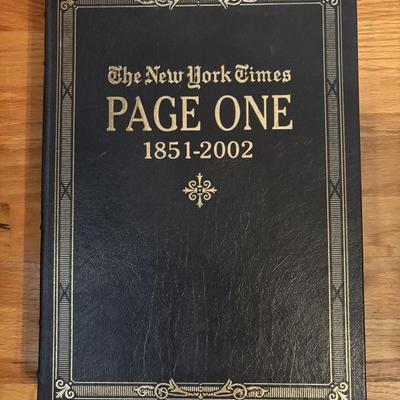 The New York Times
PAGE ONE
1851-2002